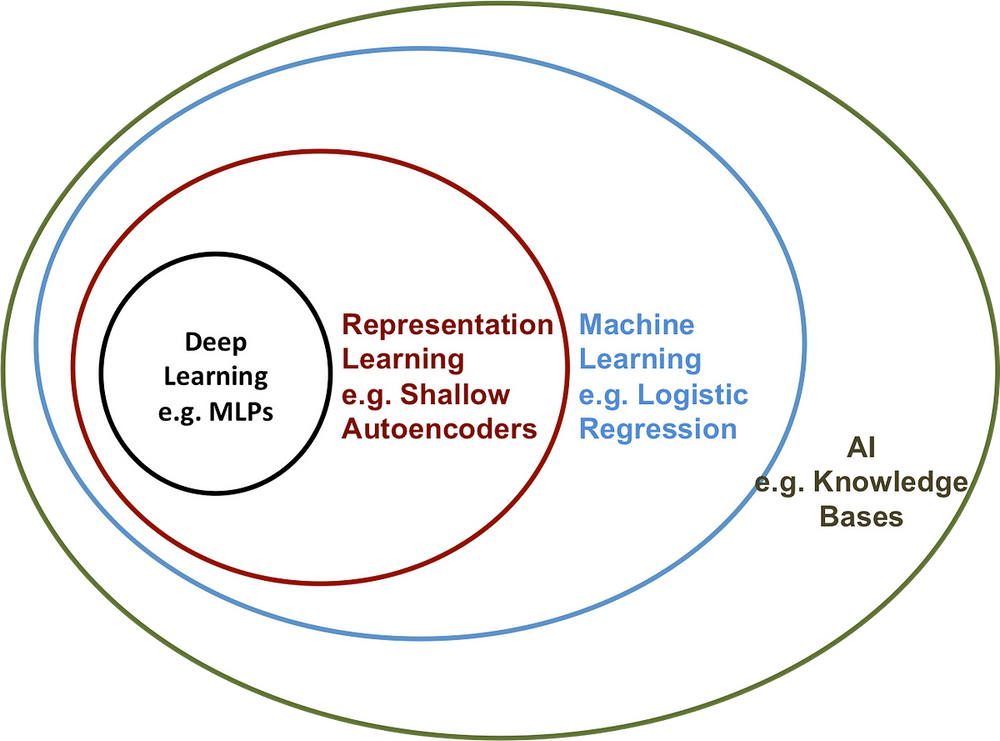 Deep
Learning
e.g. MLPs
Representation
Learning
e.g. Shallow
Autoencoders
Machine
Learning
e.g. Logistic
Regression
AI
e.g. Knowledge
Bases